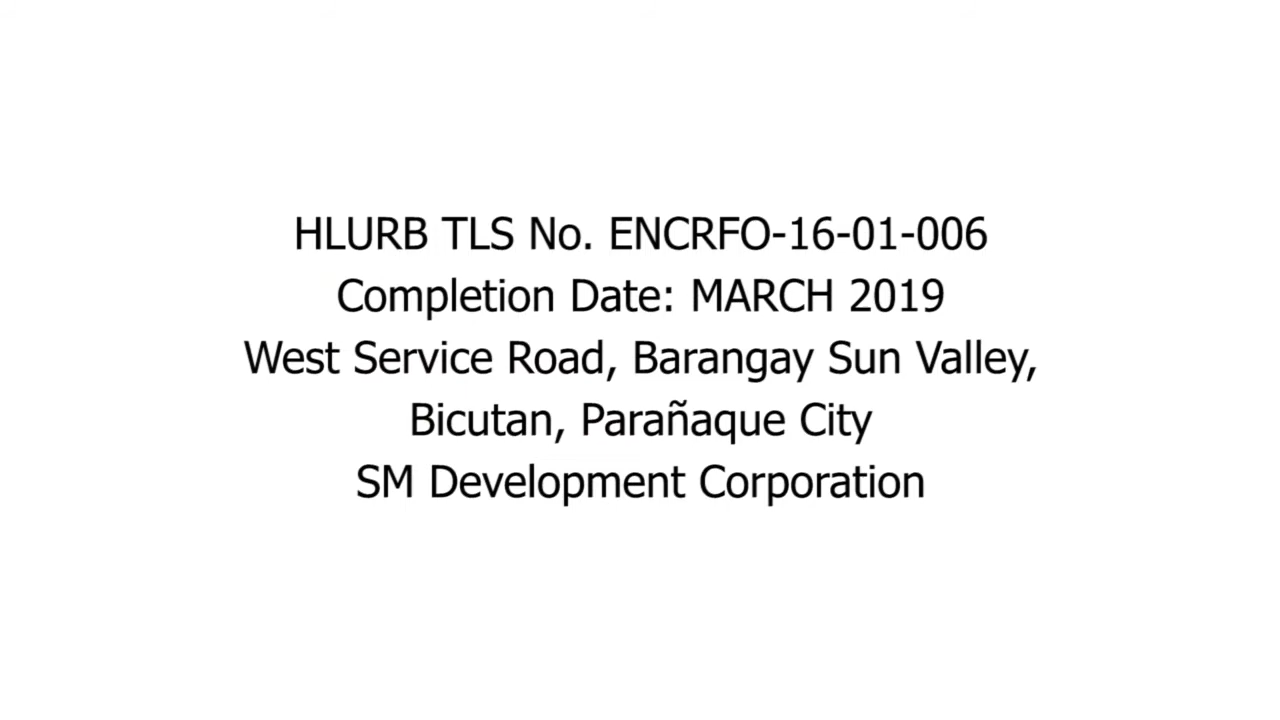 HLURB TLS No. ENCRFO-16-01-006
Completion Date: MARCH 2019
West Service Road, Barangay Sun Valley,
Bicutan, Parañaque City
SM Development Corporation